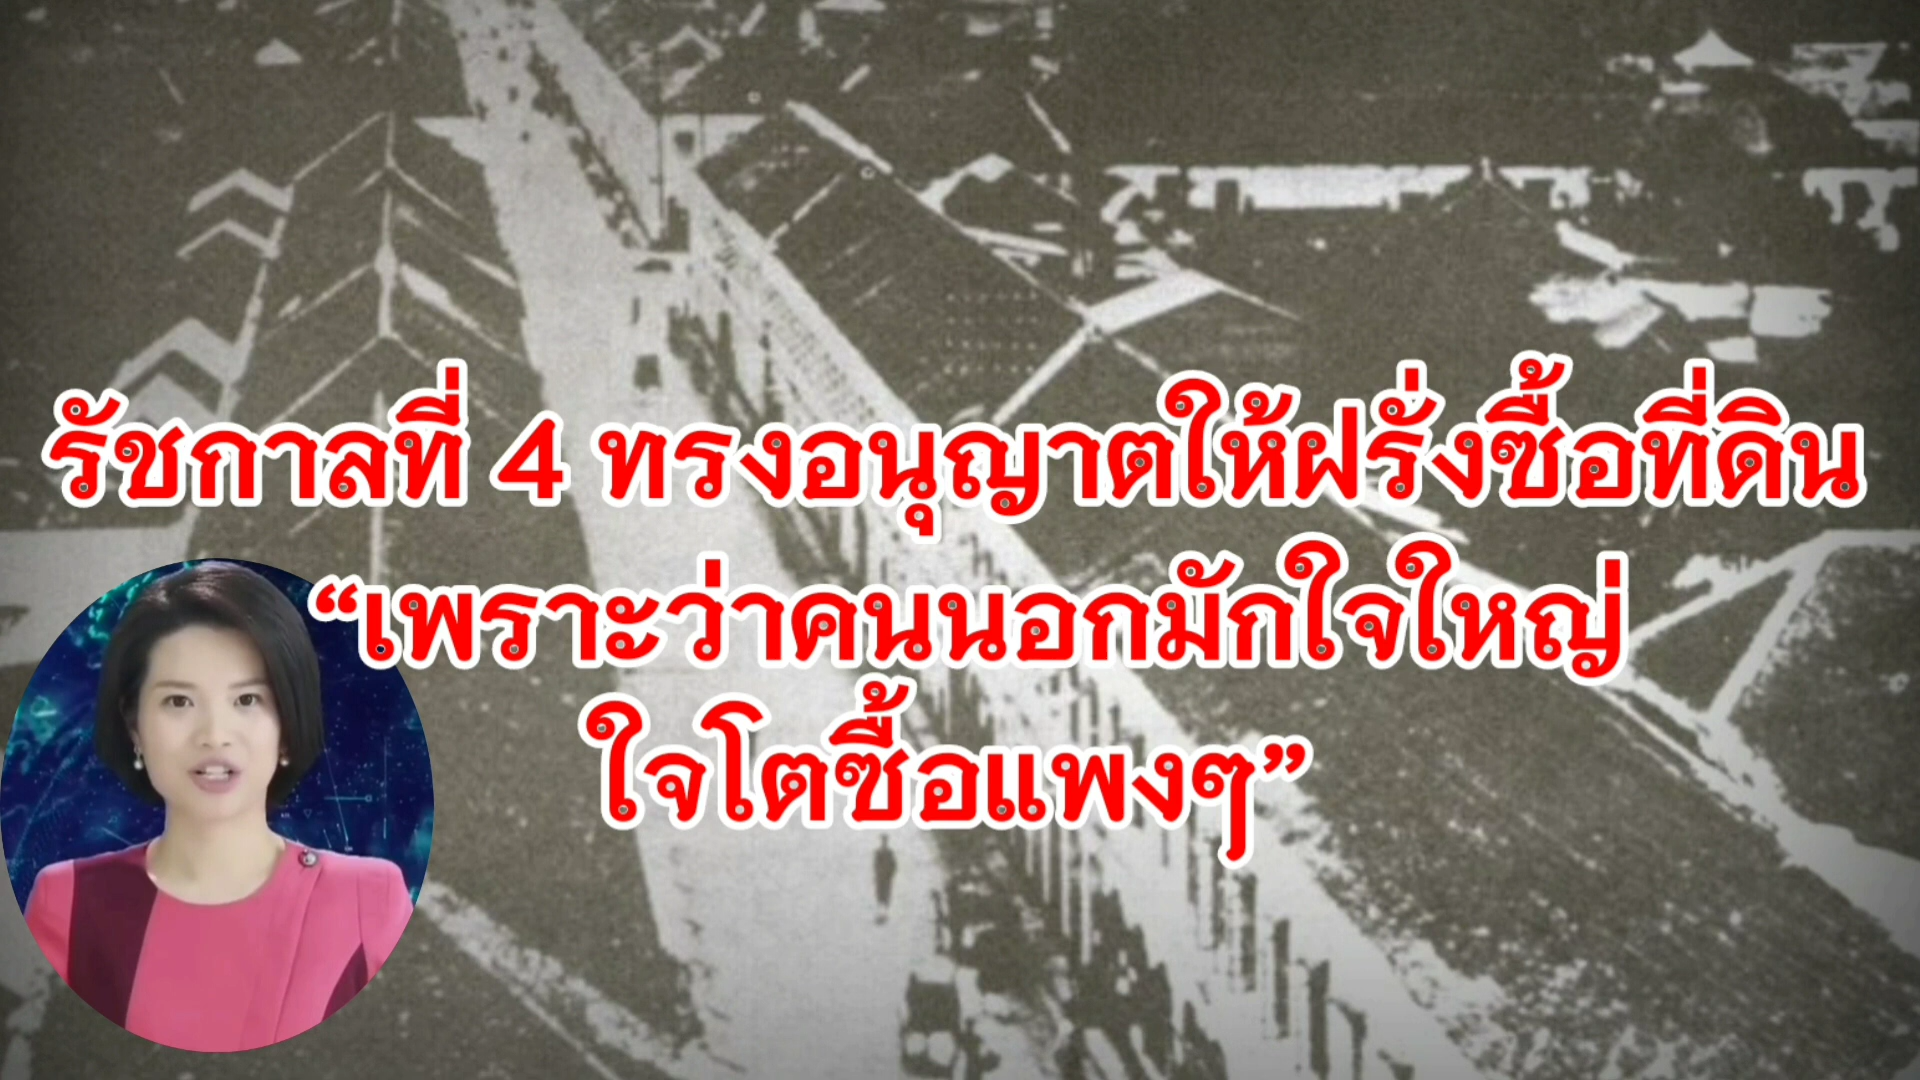 รัชกาลที่ 4 ทรงอนุญาตให้ฝรั่งซื้อที่ดิน
“เพราะว่าคนนอกมักใจใหญ่
ใจโตซื้อแพงๆ”